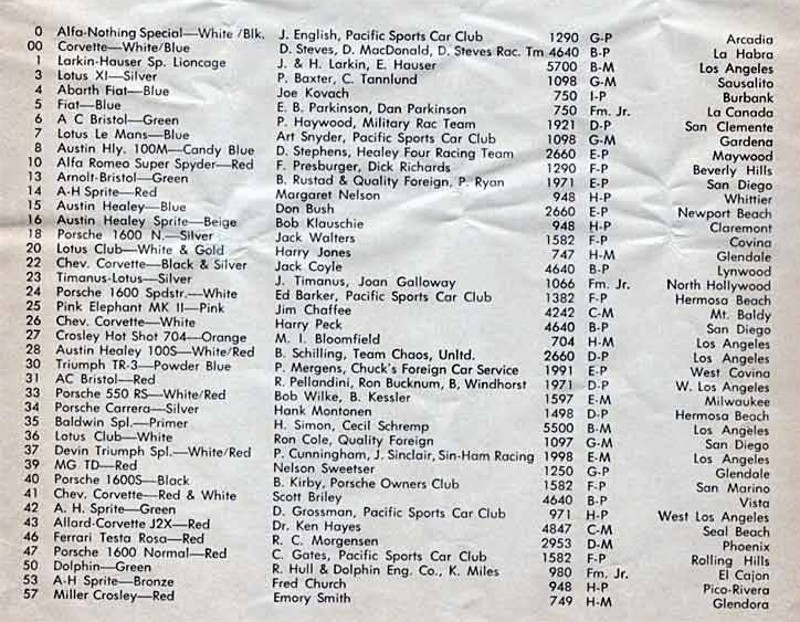 0 Alfa-Nothing Special—White /Blk. J. English, Pacific Sports Car Club 1290 G-P Arcadia
00 Corvette—White/Blue D. Steves, D. MacDonald, D. Steves Rac. Tm 4640 B-P La Habra
1 Larkin-Hauser Sp. Lioncage J. & H. Larkin, E. Hauser 5700 B-M Los Angeles
3 Lotus XI—Silver P. Baxter, C. Tannlund 1098 G-M Sausalito
4 Abarth Fiat—Blue Joe Kovach 750 I-P Burbank
5 Fiat—Blue E. B. Parkinson, Dan Parkinson 750 Fm. Jr. La Canada
6 A C Bristol—Green P. Haywood, Military Rac Team 1921 D-P San Clemente
7 Lotus Le Mans—Blue Art Snyder, Pacific Sports Car Club 1098 G-M Gardena
8 Austin Hly. 100M—Candy Blue D. Stephens, Healey Four Racing Team 2660 E-P Maywood
10 Alfa Romeo Super Spyder—Red F. Presburger, Dick Richards 1290 F-P Beverly Hills
13 Arnolt-Bristol—Green B. Rustad & Quality Foreign, P. Ryan 1971 E-P San Diego
14 A-H Sprite—Red Margaret Nelson 948 H-P Whittier
15 Austin Healey—Blue Don Bush 2660 E-P Newport Beach
16 Austin Healey Sprite—Beige Bob Klauschie 948 H-P Claremont
18 Porsche 1600 N.—Silver Jack Walters 1582 F-P Covina
20 Lotus Club—White & Gold Harry Jones 747 H-M Glendale
22 Chev. Corvette—Black & Silver Jack Coyle 4640 B-P Lynwood
23 Timanus-Lotus—Silver J. Timanus, Joan Galloway 1066 Fm. Jr. North Hollywood
24 Porsche 1600 Spdstr.—White Ed Barker, Pacific Sports Car Club 1382 F-P Hermosa Beach
25 Pink Elephant MK II—Pink Jim Chaffee 4242 C-M Mt. Baldy
26 Chev. Corvette—White Harry Peck 4640 B-P San Diego
27 Crosley Hot Shot 704—Orange M. I. Bloomfield 704 H-M Los Angeles
28 Austin Healey 100S—White/Red B. Schilling, Team Chaos, Unltd. 2660 D-P Los Angeles
30 Triumph TR-3—Powder Blue P. Mergens, Chuck's Foreign Car Service 1991 E-P West Covina
31 AC Bristol—Red R. Pellandini, Ron Bucknum, B, Windhorst 1971 D-P W. Los Angeles
33 Porsche 550 RS—White/Red Bob Wilke, B. Kessler 1597 E-M Milwaukee
34 Porsche Carrera—Silver Hank Montonen 1498 D-P Hermosa Beach
35 Baldwin Spl.—Primer H. Simon, Cecil Schremp 5500 B-M Los Angeles
36 Lotus Club—White Ron Cole, Quality Foreign 1097 G-M San Diego
37 Devin Triumph Spl.—White/Red P. Cunningham, J. Sinclair, Sin-Ham Racing 1998 E-M Los Angeles
39 MG TD—Red Nelson Sweetser 1250 G-P Glendale
40 Porsche 1600S—Black B. Kirby, Porsche Owners Club 1582 F-P San Marino
41 Chev. Corvette—Red & White Scott Briley 4640 B-P Vista
42 A. H. Sprite—Green D. Grossman, Pacific Sports Car Club 971 H-P West Los Angeles
43 Allard-Corvette J2X—Red Dr. Ken Hayes 4847 C-M Seal Beach
46 Ferrari Testa Rosa—Red R. C. Morgensen 2953 D-M Phoenix
47 Porsche 1600 Normal—Red C. Gates, Pacific Sports Car Club 1582 F-P Rolling Hills
50 Dolphin—Green R. Hull & Dolphin Eng. Co., K. Miles 980 Fm. Jr. El Cajon
53 A-H Sprite—Bronze Fred Church 948 H-P Pico-Rivera
57 Miller Crosley—Red Emory Smith 749 H-M Glendora